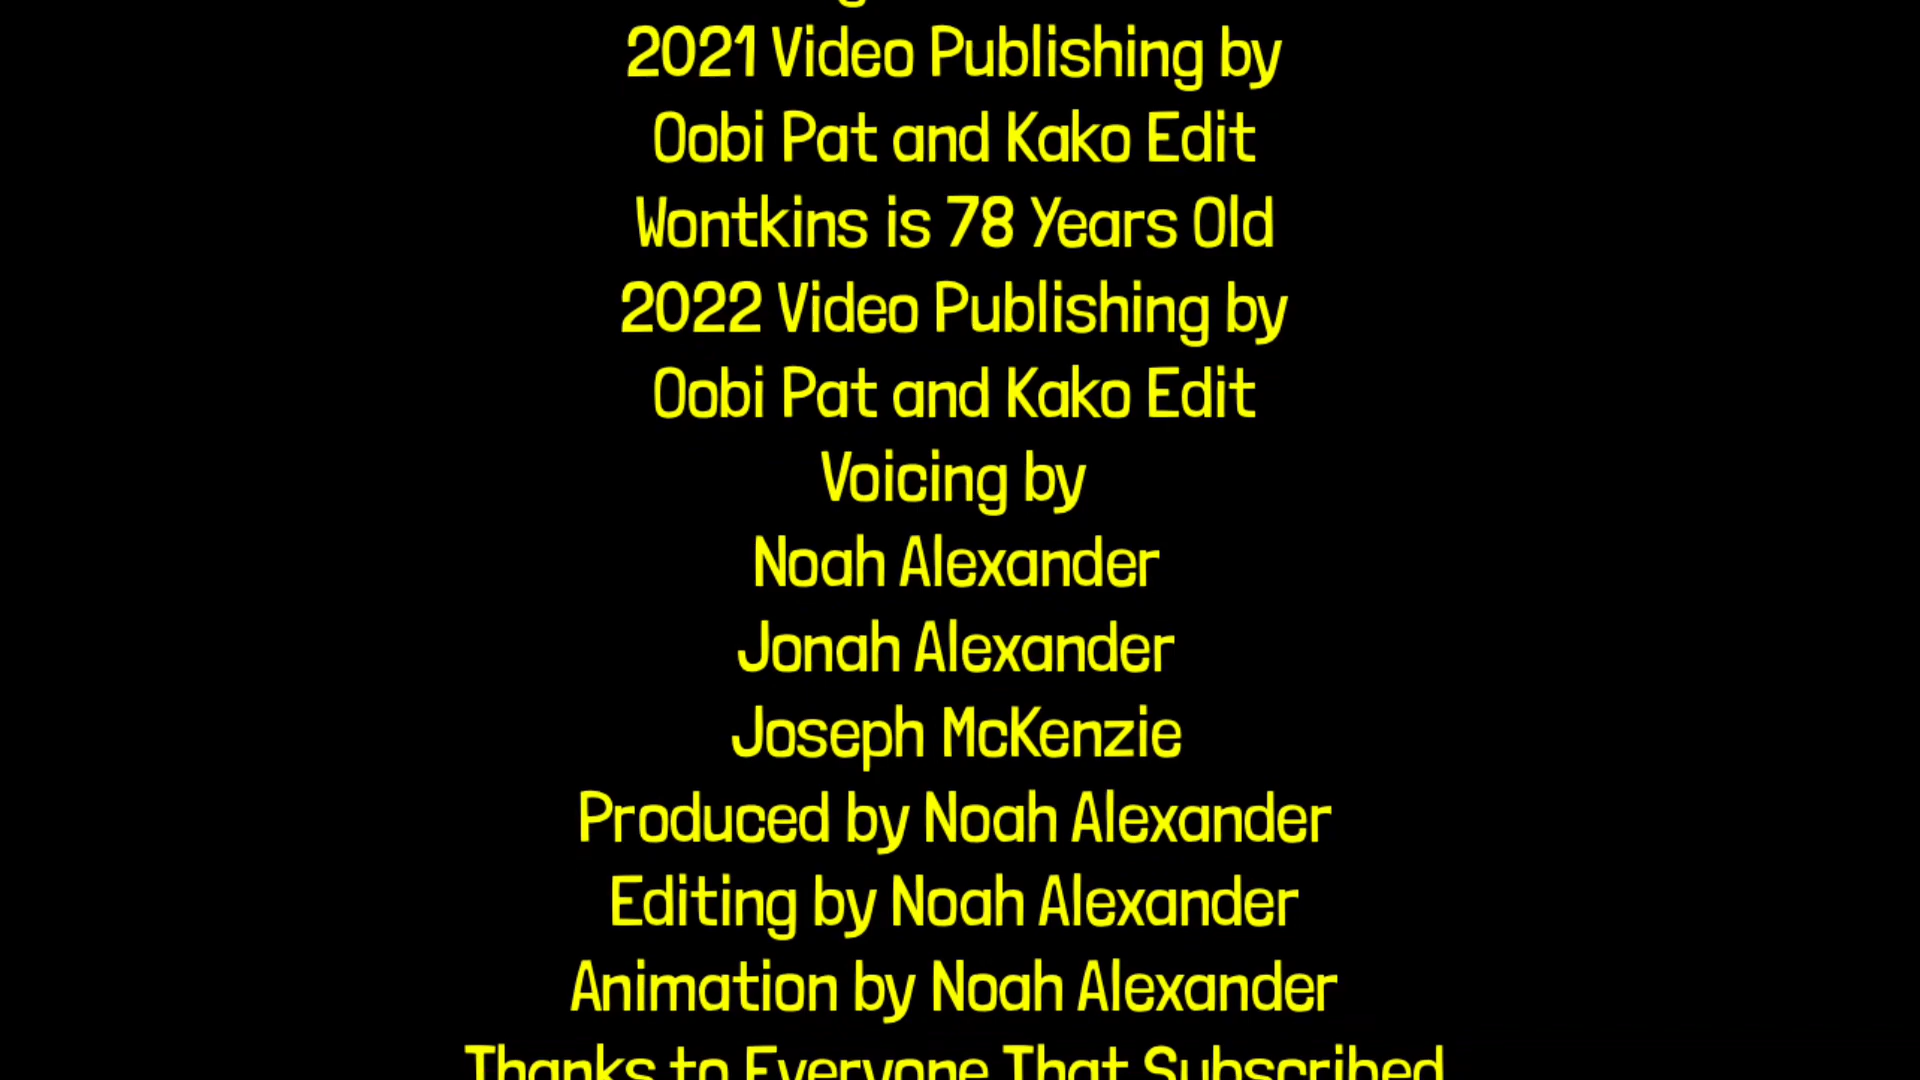 2021 Video Publishing by
Oobi Pat and Kako Edit
Wontkins is 78 Years Old
2022 Video Publishing by
Oobi Pat and Kako Edit
Voicing by
Noah Alexander
Jonah Alexander
Joseph McKenzie
Produced by Noah Alexander
Editing by Noah Alexander
Animation by Noah Alexander
Thanks to Everyone That Subscribed